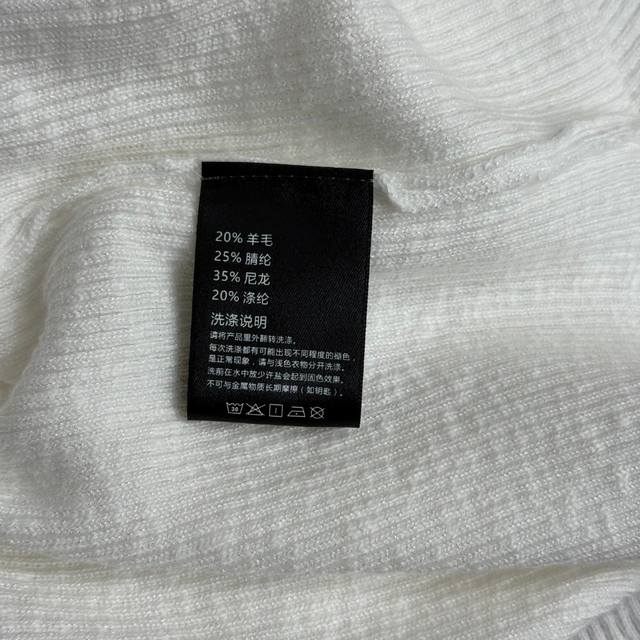 20% 羊毛
25% 腈纶
35% 尼龙
20% 涤纶
洗涤说明
请将产品里外翻转洗涤。
每次洗涤都有可能出现不同程度的褪色
是正常现象，请与浅色衣物分开洗涤。
洗前在水中放少许盐会起到固色效果。
不可与金属物质长期摩擦（如钥匙）。
30